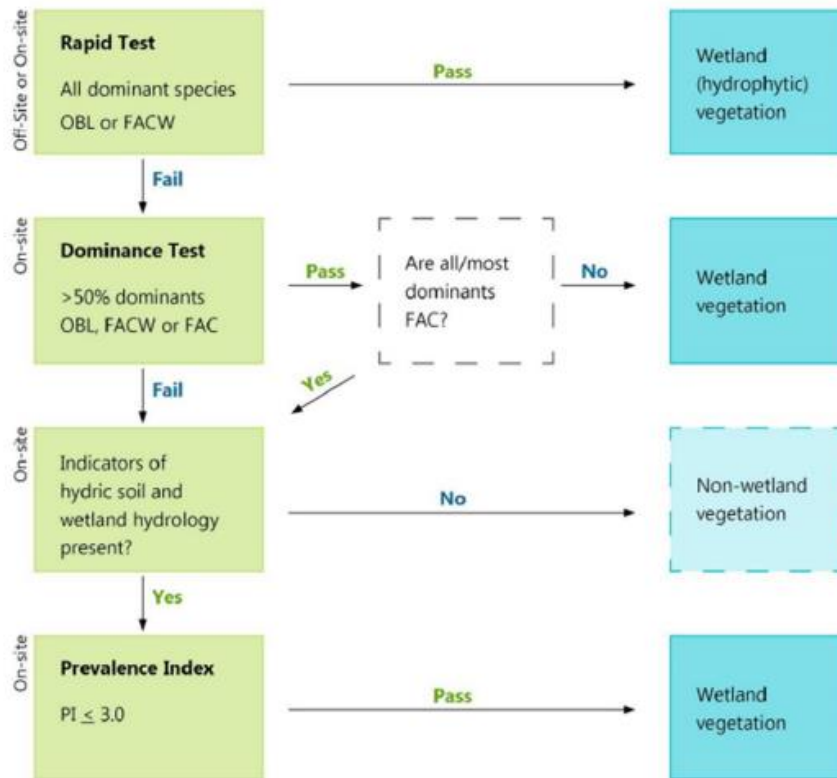 Off-Site or On-site
Rapid Test
All dominant species
OBL or FACW
Pass
Wetland
(hydrophytic)
vegetation
Fail
On-site
Dominance Test
>50% dominants
OBL, FACW or FAC
Pass
Are all/most
dominants
FAC?
No
Wetland
vegetation
Yes
Fail
On-site
Indicators of
hydric soil and
wetland hydrology
present?
No
Non-wetland
vegetation
Yes
On-site
Prevalence Index
PI ≤ 3.0
Pass
Wetland
vegetation